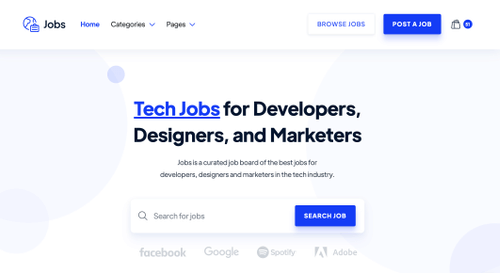 Jobs
Home
Categories
Pages
BROWSE JOBS
POST A JOB
Tech Jobs for Developers,
Designers, and Marketers
Jobs is a curated job board of the best jobs for
developers, designers and marketers in the tech industry.
Search for jobs
SEARCH JOB
facebook
Google
Spotify
Adobe